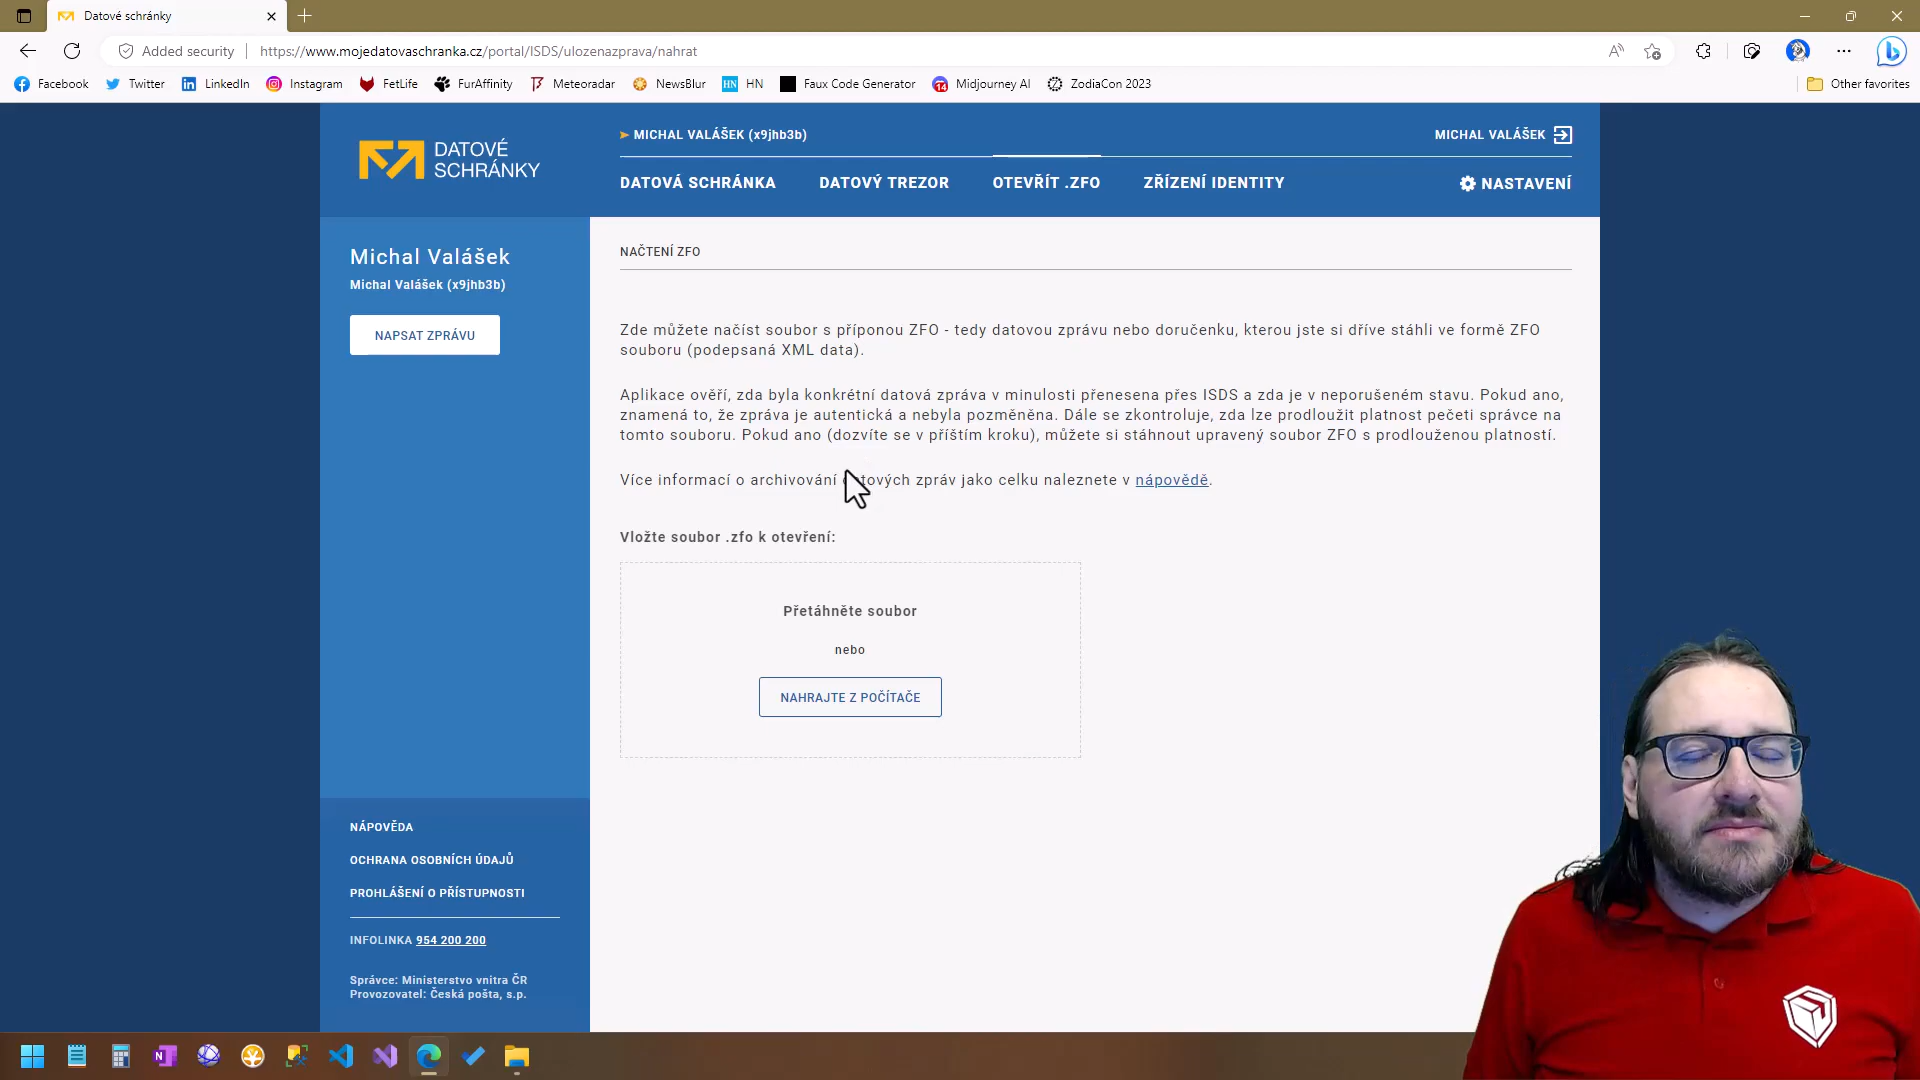 Datové schránky
Added security
https://www.mojedatovaschranka.cz/portal/ISDS/ulozenazprava/nahrat
Facebook Twitter LinkedIn Instagram FetLife FurAffinity Meteoradar NewsBlur HN HN Faux Code Generator 14 Midjourney AI ZodiaCon 2023 Other favorites
DATOVÉ
SCHRÁNKY
MICHAL VALÁŠEK (x9jhb3b)
MICHAL VALÁŠEK
DATOVÁ SCHRÁNKA DATOVÝ TREZOR OTEVŘÍT .ZFO ZŘÍZENÍ IDENTITY NASTAVENÍ
Michal Valášek
Michal Valášek (x9jhb3b)
NAPSAT ZPRÁVU
NAČTENÍ ZFO
Zde můžete načíst soubor s příponou ZFO - tedy datovou zprávu nebo doručenku, kterou jste si dříve stáhli ve formě ZFO
souboru (podepsaná XML data).
Aplikace ověří, zda byla konkrétní datová zpráva v minulosti přenesena přes ISDS a zda je v neporušeném stavu. Pokud ano,
znamená to, že zpráva je autentická a nebyla pozměněna. Dále se zkontroluje, zda lze prodloužit platnost pečeti správce na
tomto souboru. Pokud ano (dozvíte se v příštím kroku), můžete si stáhnout upravený soubor ZFO s prodlouženou platností.
Více informací o archivování datových zpráv jako celku naleznete v nápovědě.
Vložte soubor .zfo k otevření:
Přetáhněte soubor
nebo
NAHRAJTE Z POČÍTAČE
NÁPOVĚDA
OCHRANA OSOBNÍCH ÚDAJŮ
PROHLÁŠENÍ O PŘÍSTUPNOSTI
INFOLINKA 954 200 200
Správce: Ministerstvo vnitra ČR
Provozovatel: Česká pošta, s.p.